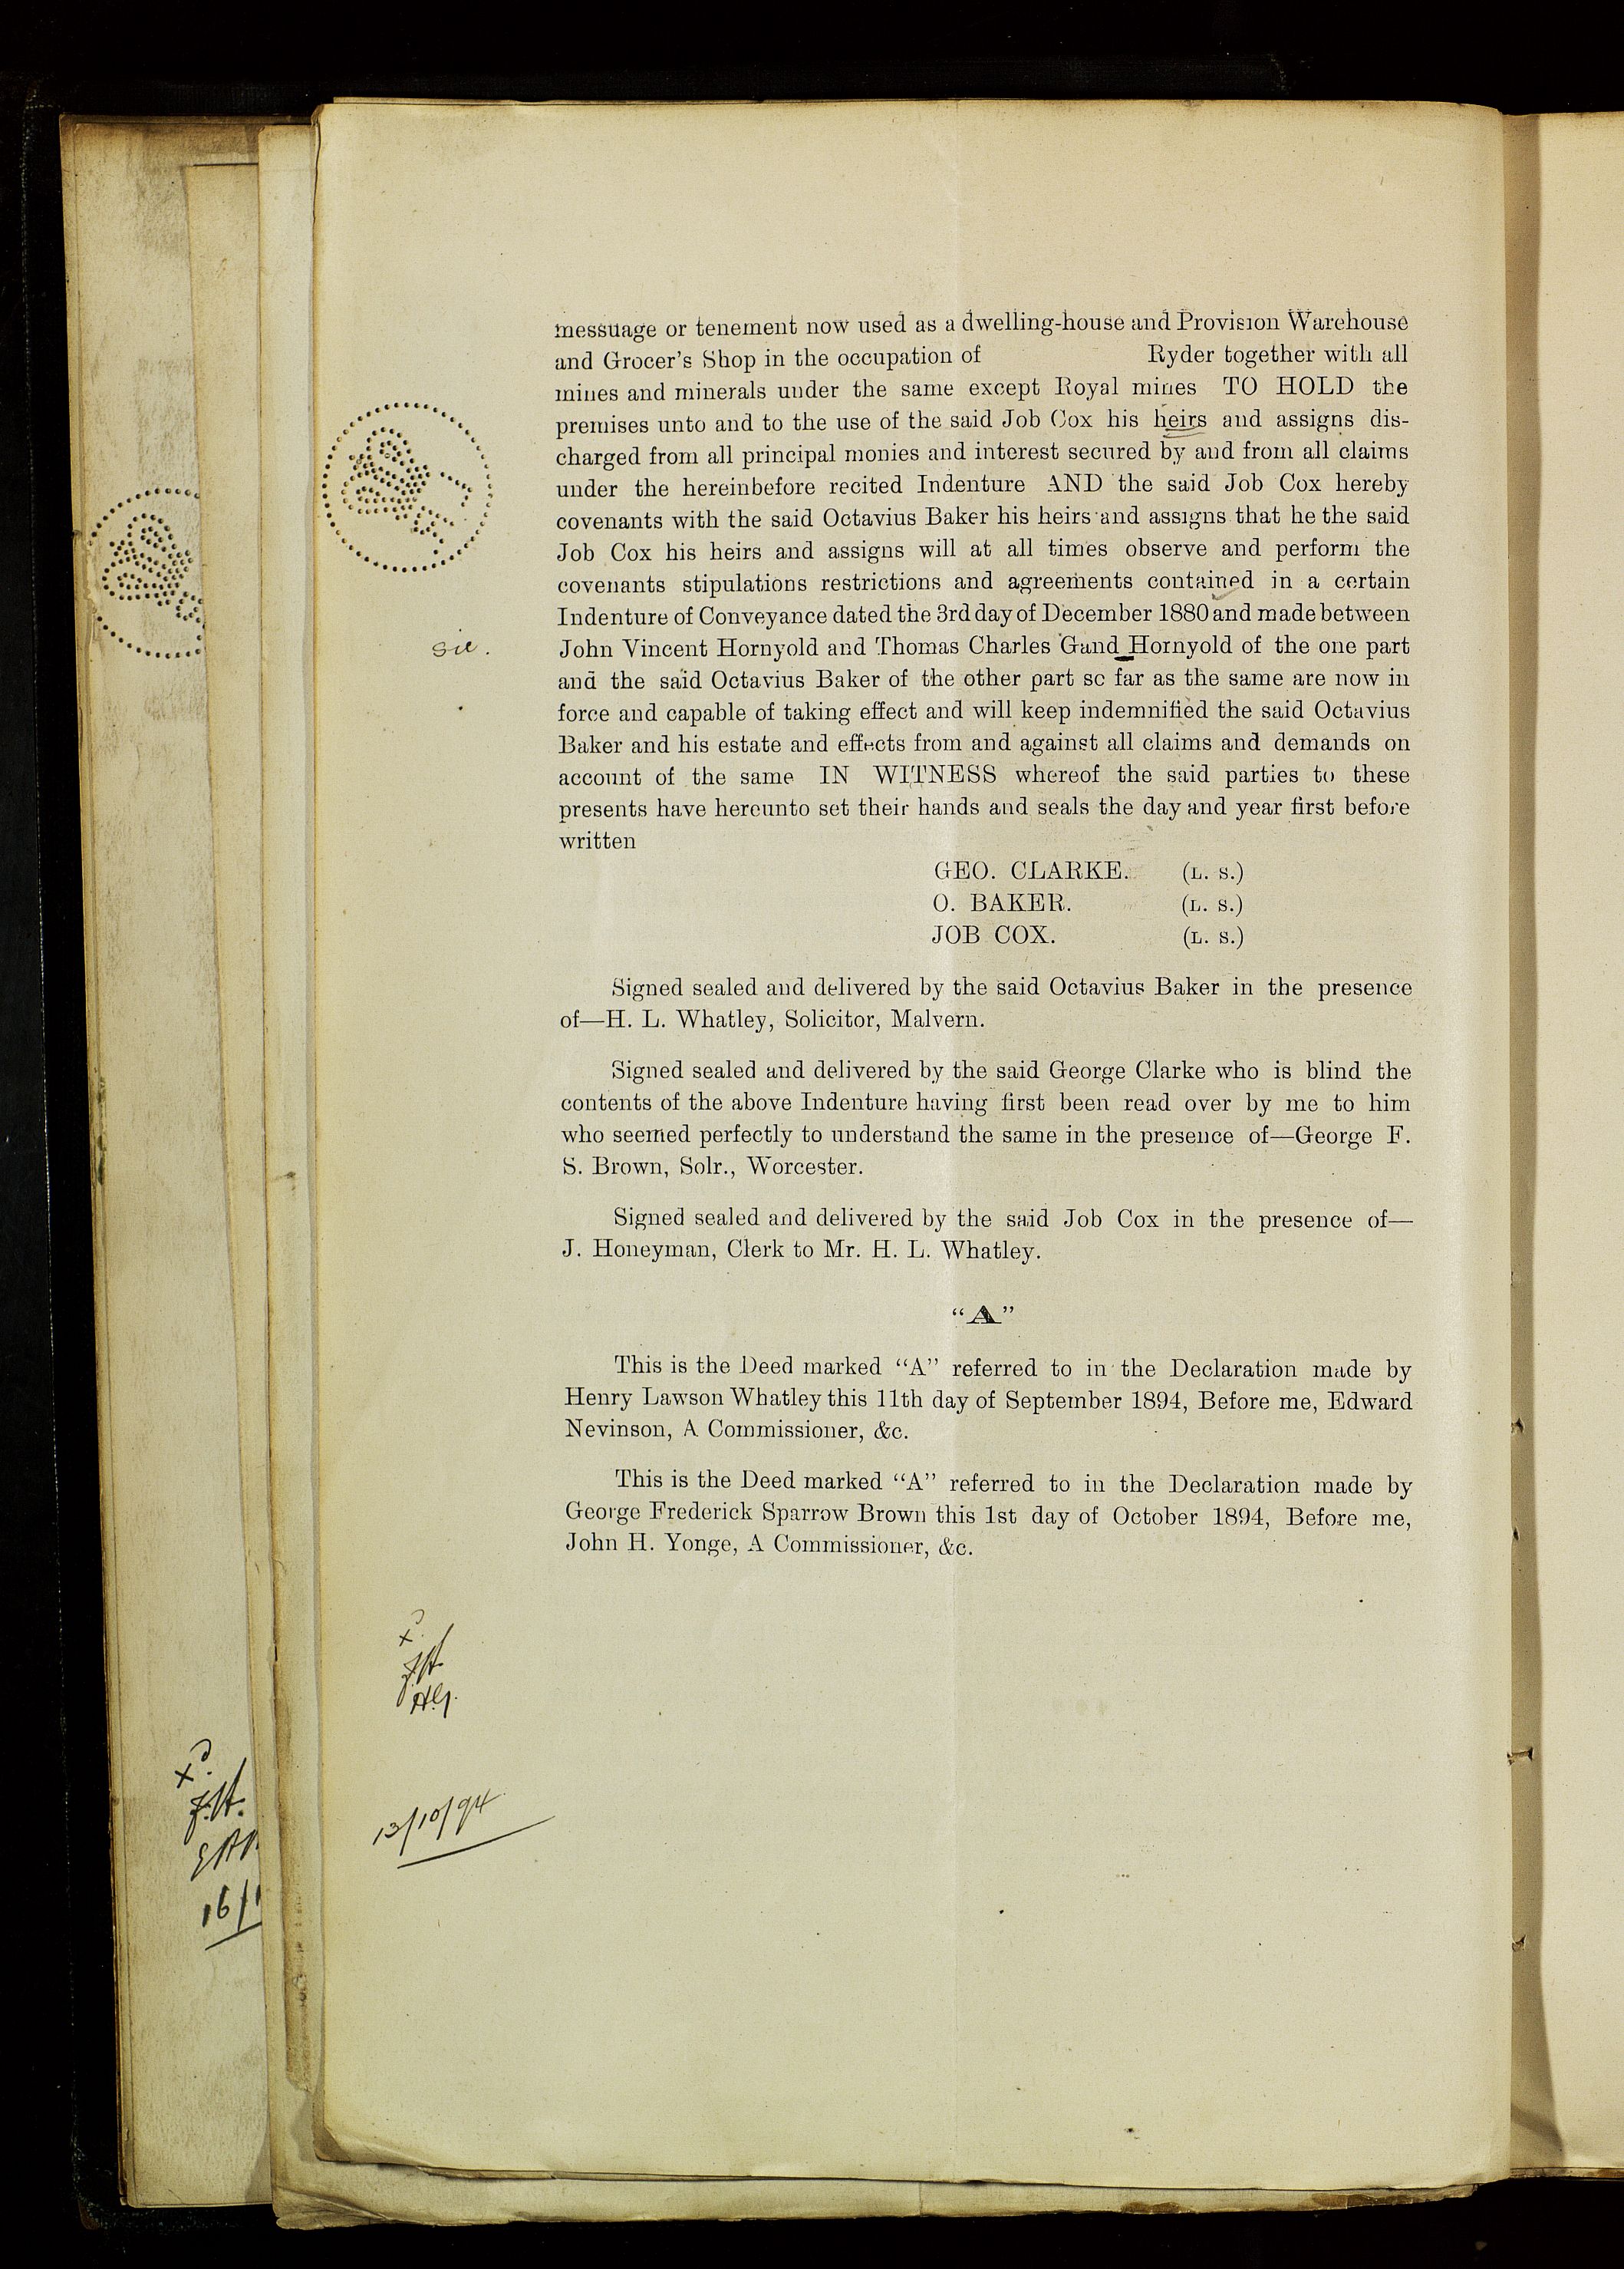 messuage or tenement now used as a dwelling-house and Provision Warehouse
and Grocer's Shop in the occupation of Ryder together with all
mines and minerals under the same except Royal mines TO HOLD the
premises unto and to the use of the said Job Cox his heirs and assigns dis-
charged from all principal monies and interest secured by and from all claims
under the hereinbefore recited Indenture AND the said Job Cox hereby
covenants with the said Octavius Baker his heirs and assigns that he the said
Job Cox his heirs and assigns will at all times observe and perform the
covenants stipulations restrictions and agreements contained in a certain
Indenture of Conveyance dated the 3rd day of December 1880 and made between
sic.
John Vincent Hornyold and Thomas Charles Gand Hornyold of the one part
and the said Octavius Baker of the other part so far as the same are now in
force and capable of taking effect and will keep indemnified the said Octavius
Baker and his estate and effects from and against all claims and demands on
account of the same IN WITNESS whereof the said parties to these
presents have hereunto set their hands and seals the day and year first before
written
GEO. CLARKE. (L. S.)
O. BAKER. (L. S.)
JOB COX. (L. S.)
Signed sealed and delivered by the said Octavius Baker in the presence
of—H. L. Whatley, Solicitor, Malvern.
Signed sealed and delivered by the said George Clarke who is blind the
contents of the above Indenture having first been read over by me to him
who seemed perfectly to understand the same in the presence of—George F.
S. Brown, Solr., Worcester.
Signed sealed and delivered by the said Job Cox in the presence of—
J. Honeyman, Clerk to Mr. H. L. Whatley.
"A"
This is the Deed marked "A" referred to in the Declaration made by
Henry Lawson Whatley this 11th day of September 1894, Before me, Edward
Nevinson, A Commissioner, &c.
This is the Deed marked "A" referred to in the Declaration made by
George Frederick Sparrow Brown this 1st day of October 1894, Before me,
John H. Yonge, A Commissioner, &c.
13/10/94